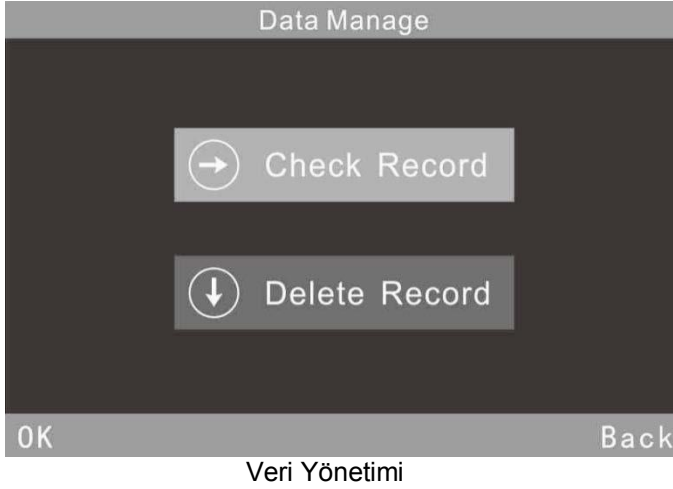 Data Manage
Check Record
Delete Record
OK Back
Veri Yönetimi